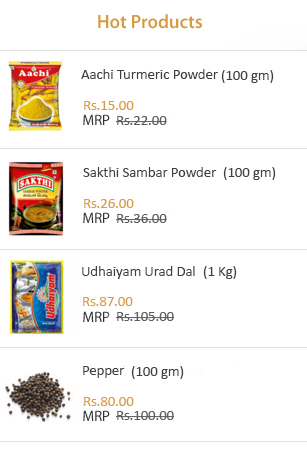 Hot Products
Aachi
Aachi Turmeric Powder (100 gm)
Rs.15.00
MRP Rs.22.00
SAKTHI
Sakthi Sambar Powder (100 gm)
Rs.26.00
MRP Rs.36.00
Udhaiyam
Udhaiyam Urad Dal (1 Kg)
Rs.87.00
MRP Rs.105.00
Pepper (100 gm)
Rs.80.00
MRP Rs.100.00